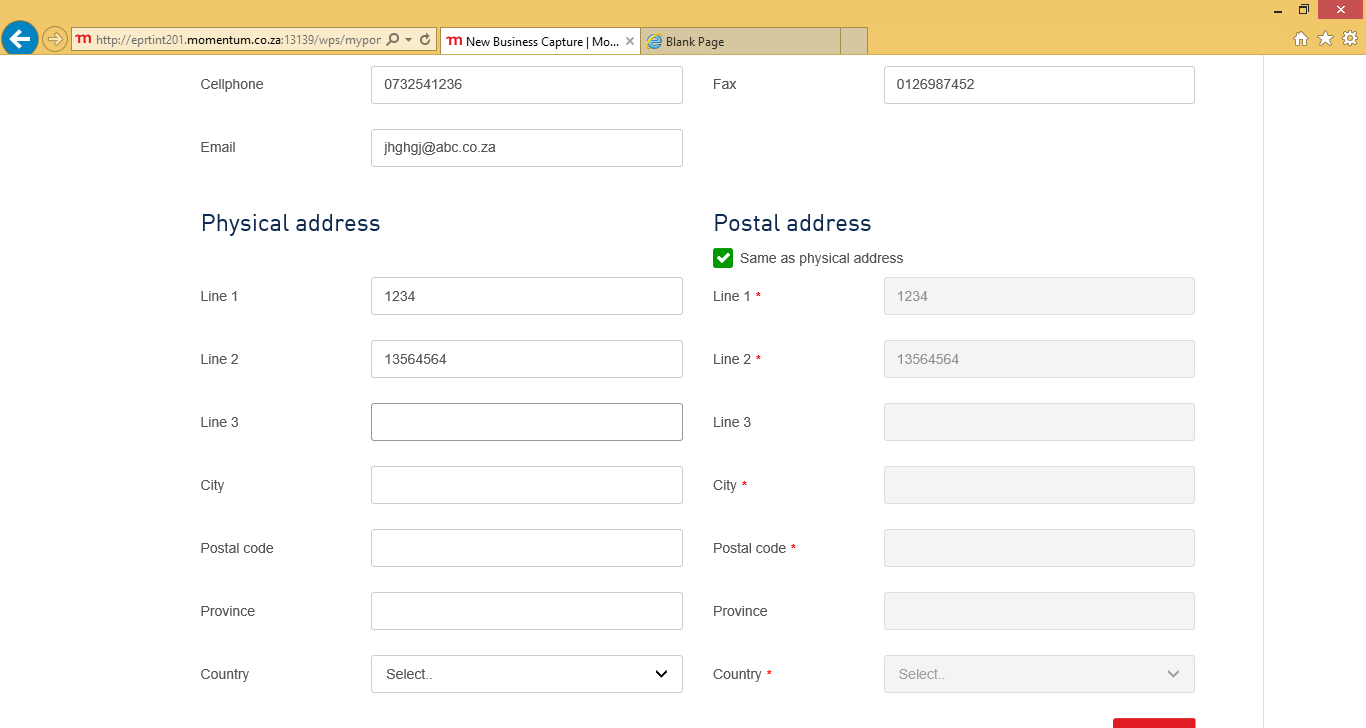 http://eprtint201.momentum.co.za:13139/wps/mypor
New Business Capture | Mo...
Blank Page
Cellphone 0732541236 Fax 0126987452
Email jhghgj@abc.co.za
Physical address Postal address
Same as physical address
Line 1 1234 Line 1 * 1234
Line 2 13564564 Line 2 * 13564564
Line 3 Line 3
City City *
Postal code Postal code *
Province Province
Country Select.. Country * Select..